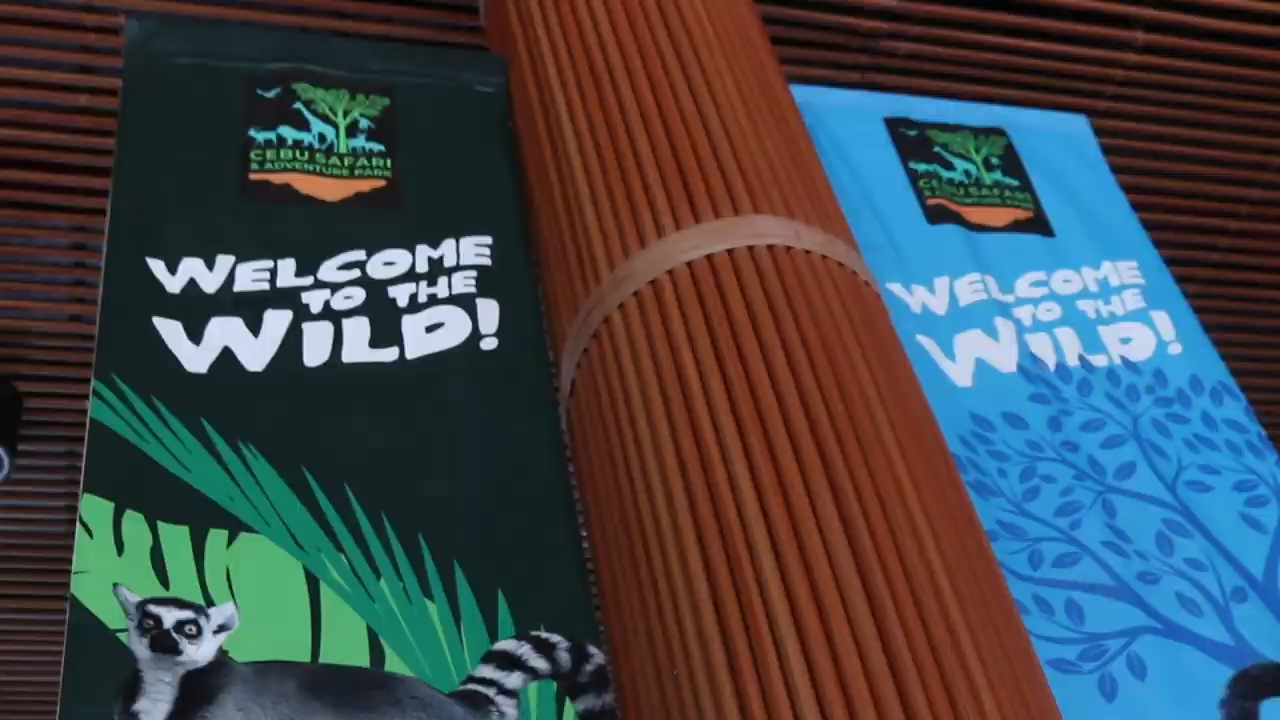 CEBU SAFARI
& ADVENTURE PARK
WELCOME
TO THE
WILD!
CEBU SAFARI
& ADVENTURE PARK
WELCOME
TO THE
WILD!